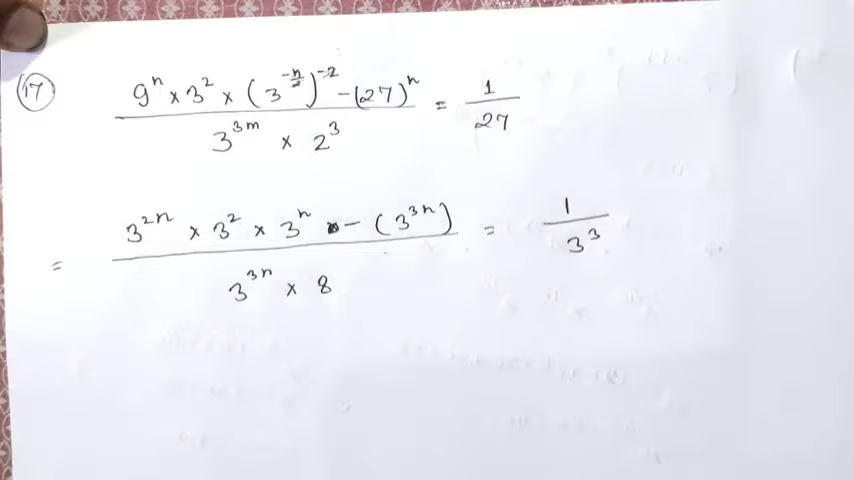 17 (9^n × 3^2 × (3^(-n/2))^-2 - (27)^n) / (3^(3m) × 2^3) = 1/27
= (3^(2n) × 3^2 × 3^n - (3^(3n))) / (3^(3n) × 8) = 1/3^3